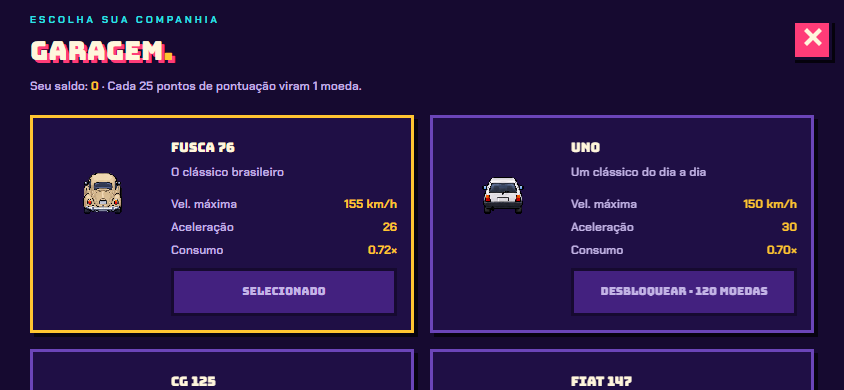 ESCOLHA SUA COMPANHIA
GARAGEM.
×
Seu saldo: 0 · Cada 25 pontos de pontuação viram 1 moeda.
FUSCA 76
O clássico brasileiro
Vel. máxima 155 km/h
Aceleração 26
Consumo 0.72×
SELECIONADO
UNO
Um clássico do dia a dia
Vel. máxima 150 km/h
Aceleração 30
Consumo 0.70×
DESBLOQUEAR · 120 MOEDAS
CG 125
FIAT 147